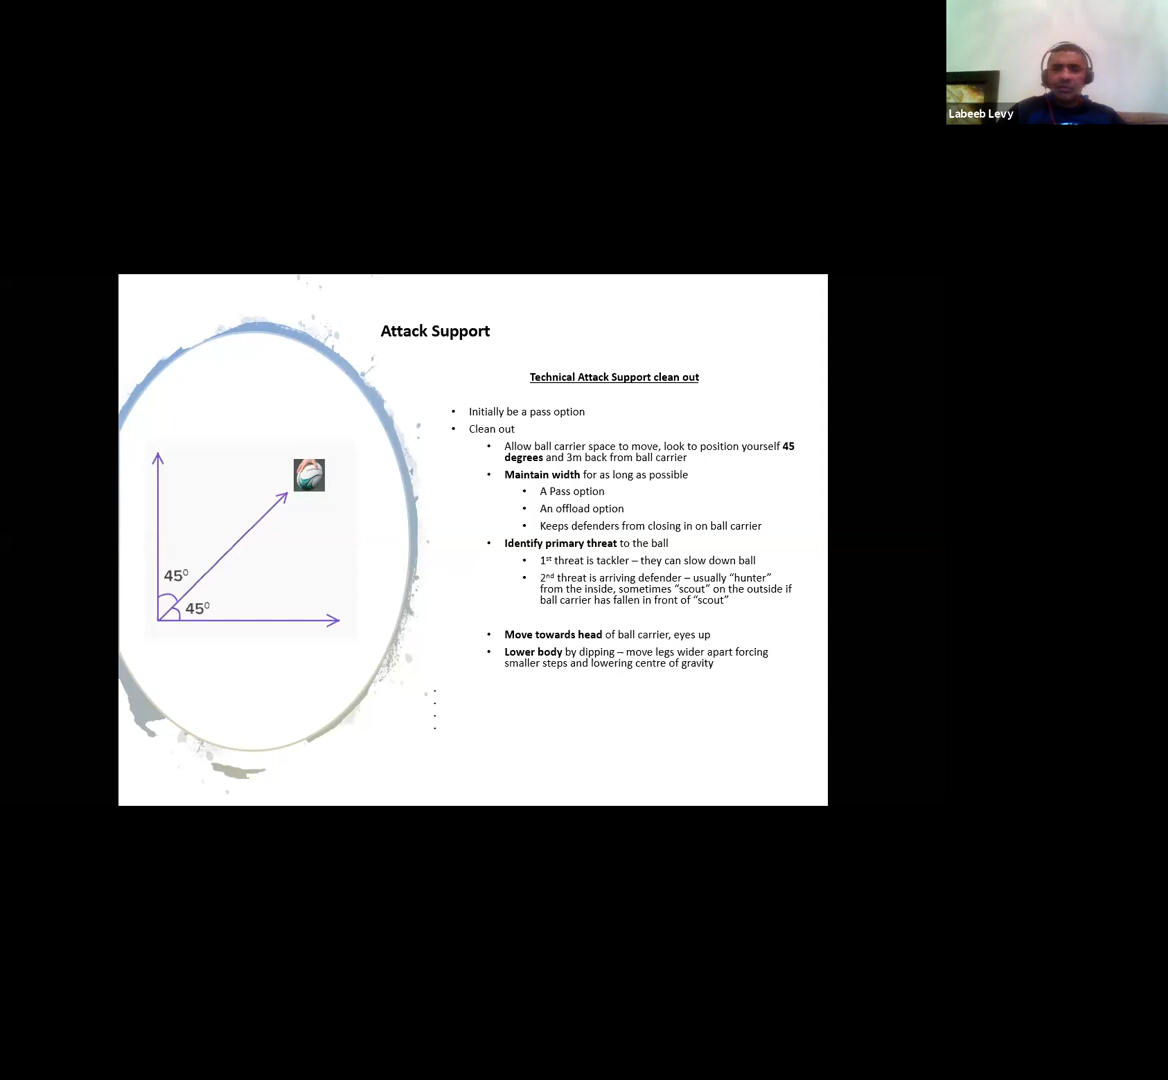 Labeeb Levy
Attack Support
Technical Attack Support clean out
• Initially be a pass option
• Clean out
• Allow ball carrier space to move, look to position yourself 45
degrees and 3m back from ball carrier
• Maintain width for as long as possible
• A Pass option
• An offload option
• Keeps defenders from closing in on ball carrier
• Identify primary threat to the ball
• 1st threat is tackler – they can slow down ball
• 2nd threat is arriving defender – usually “hunter”
from the inside, sometimes “scout” on the outside if
ball carrier has fallen in front of “scout”
• Move towards head of ball carrier, eyes up
• Lower body by dipping – move legs wider apart forcing
smaller steps and lowering centre of gravity
45⁰
45⁰